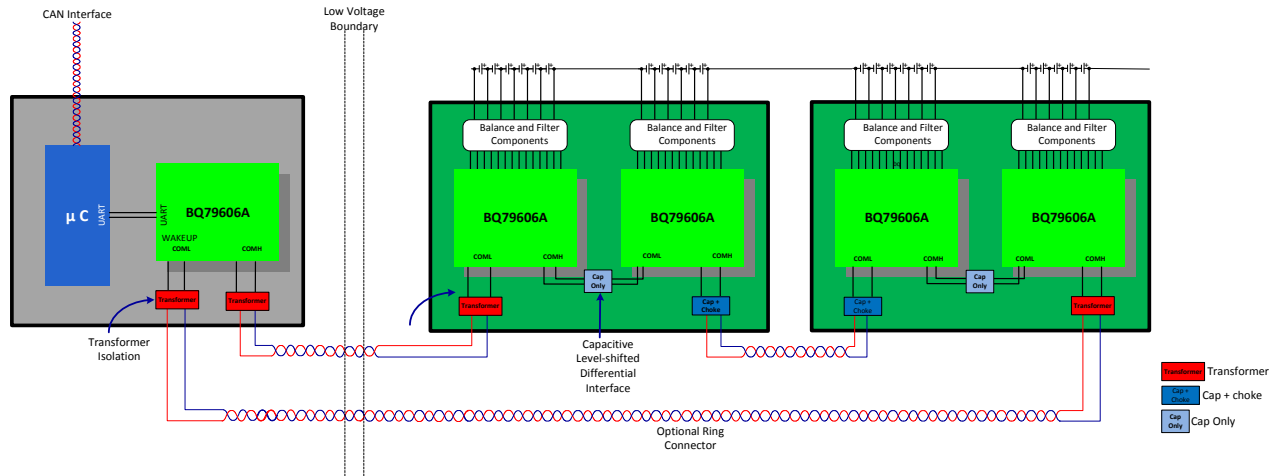 CAN Interface
Low Voltage
Boundary
µ C
UART
UART
BQ79606A
WAKEUP
COML
COMH
Transformer
Transformer
Transformer
Isolation
Balance and Filter
Components
Balance and Filter
Components
BQ79606A
BQ79606A
COML
COMH
COML
COMH
Cap
Only
Transformer
Cap +
Choke
Capacitive
Level-shifted
Differential
Interface
Balance and Filter
Components
Balance and Filter
Components
BQ79606A
BQ79606A
COML
COMH
COML
COMH
Cap
Only
Cap +
Choke
Transformer
Optional Ring
Connector
Transformer
Transformer
Cap +
Choke
Cap + choke
Cap
Only
Cap Only